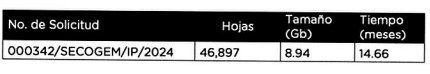 No. de Solicitud Hojas Tamaño (Gb) Tiempo (meses)
000342/SECOGEM/IP/2024 46,897 8.94 14.66